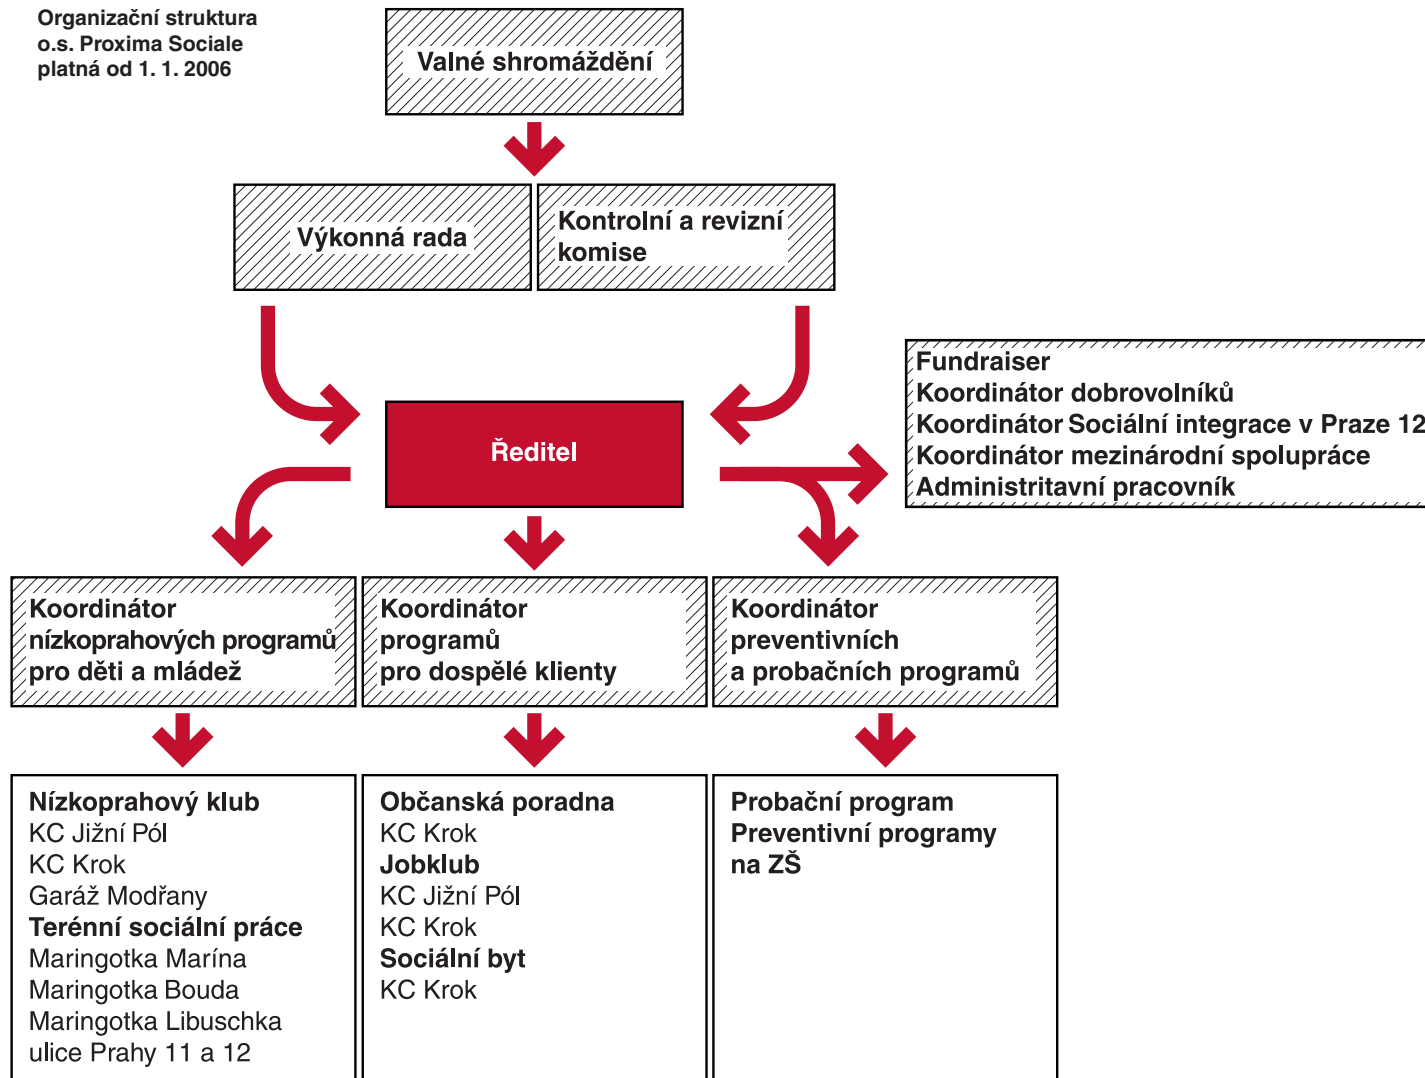 Organizační struktura
o.s. Proxima Sociale
platná od 1. 1. 2006
Valné shromáždění
Výkonná rada
Kontrolní a revizní
komise
Fundraiser
Koordinátor dobrovolníků
Koordinátor Sociální integrace v Praze 12
Koordinátor mezinárodní spolupráce
Administritavní pracovník
Ředitel
Koordinátor
nízkoprahových programů
pro děti a mládež
Koordinátor
programů
pro dospělé klienty
Koordinátor
preventivních
a probačních programů
Nízkoprahový klub
KC Jižní Pól
KC Krok
Garáž Modřany
Terénní sociální práce
Maringotka Marína
Maringotka Bouda
Maringotka Libuschka
ulice Prahy 11 a 12
Občanská poradna
KC Krok
Jobklub
KC Jižní Pól
KC Krok
Sociální byt
KC Krok
Probační program
Preventivní programy
na ZŠ